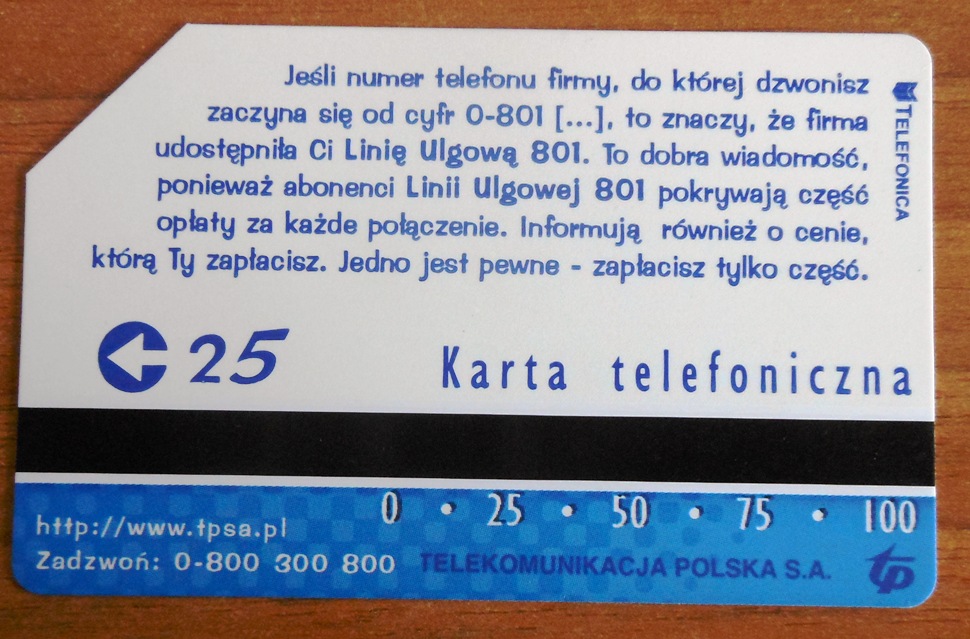 Jeśli numer telefonu firmy, do której dzwonisz
zaczyna się od cyfr 0-801 [...], to znaczy, że firma
udostępniła Ci Linię Ulgową 801. To dobra wiadomość,
ponieważ abonenci Linii Ulgowej 801 pokrywają część
opłaty za każde połączenie. Informują również o cenie,
którą Ty zapłacisz. Jedno jest pewne - zapłacisz tylko część.
TELEFONICA
25
Karta telefoniczna
0 • 25 • 50 • 75 • 100
http://www.tpsa.pl
Zadzwoń: 0-800 300 800
TELEKOMUNIKACJA POLSKA S.A.
tp